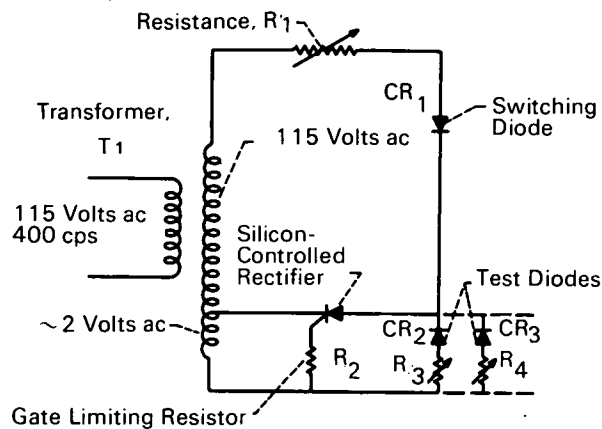 Resistance, R1
CR1
Switching
Diode
Transformer,
T1
115 Volts ac
115 Volts ac
400 cps
Silicon-
Controlled
Rectifier
Test Diodes
~2 Volts ac
CR2
CR3
R2
R3
R4
Gate Limiting Resistor